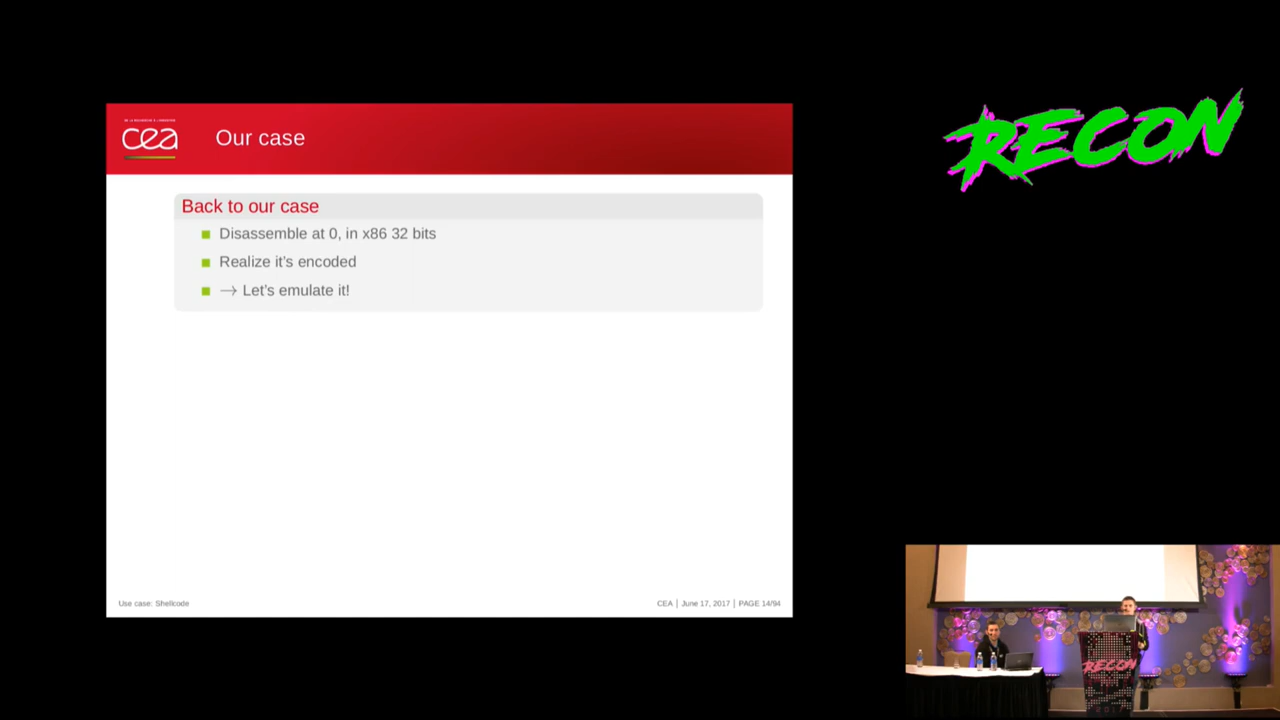 cea
Our case
RECON
Back to our case
Disassemble at 0, in x86 32 bits
Realize it's encoded
→ Let's emulate it!
Use case: Shellcode
CEA | June 17, 2017 | PAGE 14/94
RECON